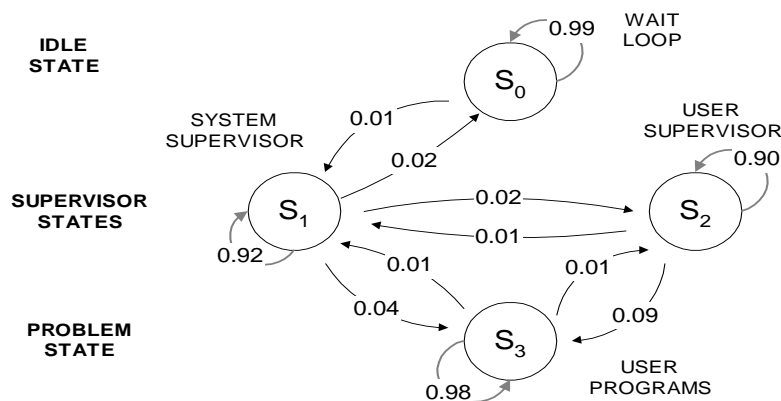 IDLE
STATE
WAIT
LOOP
0.99
S0
SYSTEM
SUPERVISOR
0.01
0.02
USER
SUPERVISOR
0.90
SUPERVISOR
STATES
S1
0.02
S2
0.01
0.92
0.01
0.01
0.04
0.09
PROBLEM
STATE
S3
0.98
USER
PROGRAMS